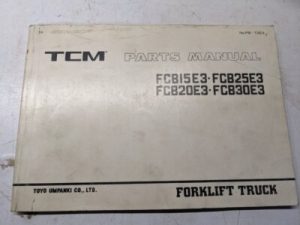 TCM PARTS MANUAL
FCB15E3·FCB25E3
FCB20E3·FCB30E3
TOYO UMPANKI CO., LTD. FORKLIFT TRUCK